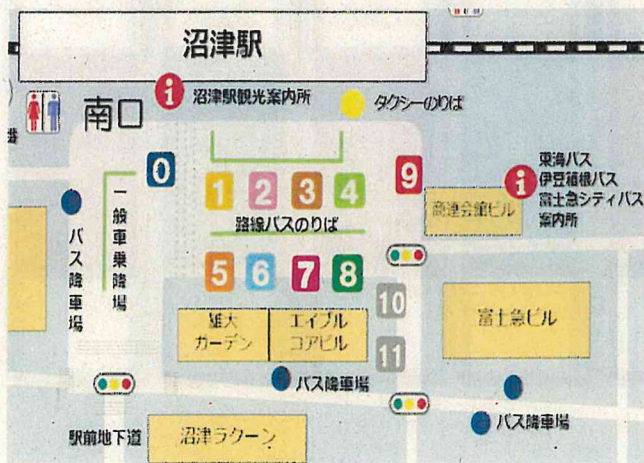 沼津駅
南口
i
沼津駅観光案内所
タクシーのりば
番
0
1
2
3
4
9
i
東海バス
伊豆箱根バス
富士急シティバス
案内所
商連会館ビル
路線バスのりば
一般車乗降場
バス降車場
5
6
7
8
10
11
雄大
ガーデン
エイブル
コアビル
富士急ビル
バス降車場
バス降車場
駅前地下道
沼津ラクーン